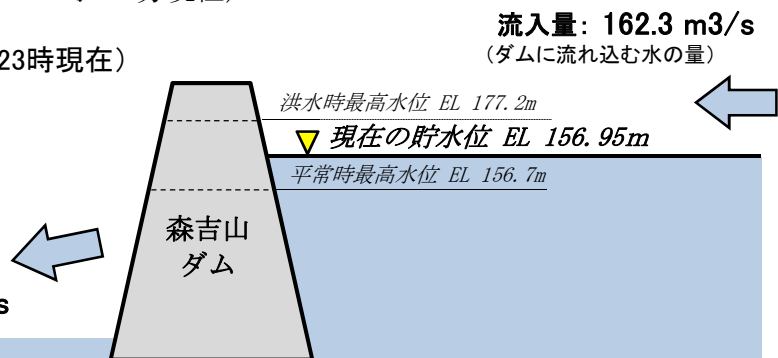 流入量: 162.3 m3/s
(ダムに流れ込む水の量)
23時現在)
洪水時最高水位 EL 177.2m
現在の貯水位 EL 156.95m
平常時最高水位 EL 156.7m
森吉山
ダム
s